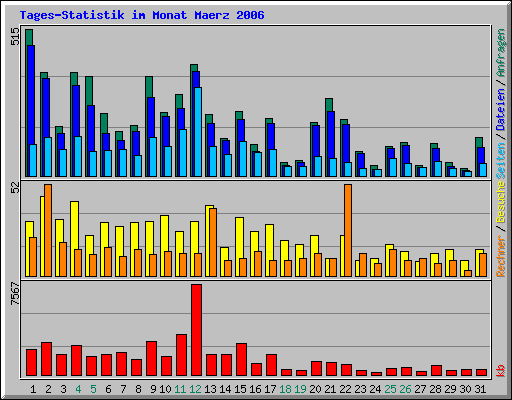 Tages-Statistik im Monat Maerz 2006
515
Rechner / Besuche Seiten / Dateien / Anfragen
52
7567
kb
1 2 3 4 5 6 7 8 9 10 11 12 13 14 15 16 17 18 19 20 21 22 23 24 25 26 27 28 29 30 31